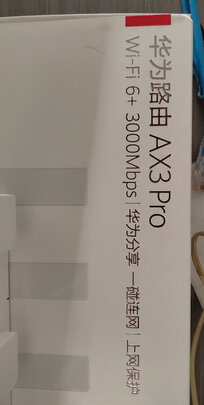 华为路由 AX3 Pro
Wi-Fi 6+ 3000Mbps | 华为分享 一碰连网 | 上网保护